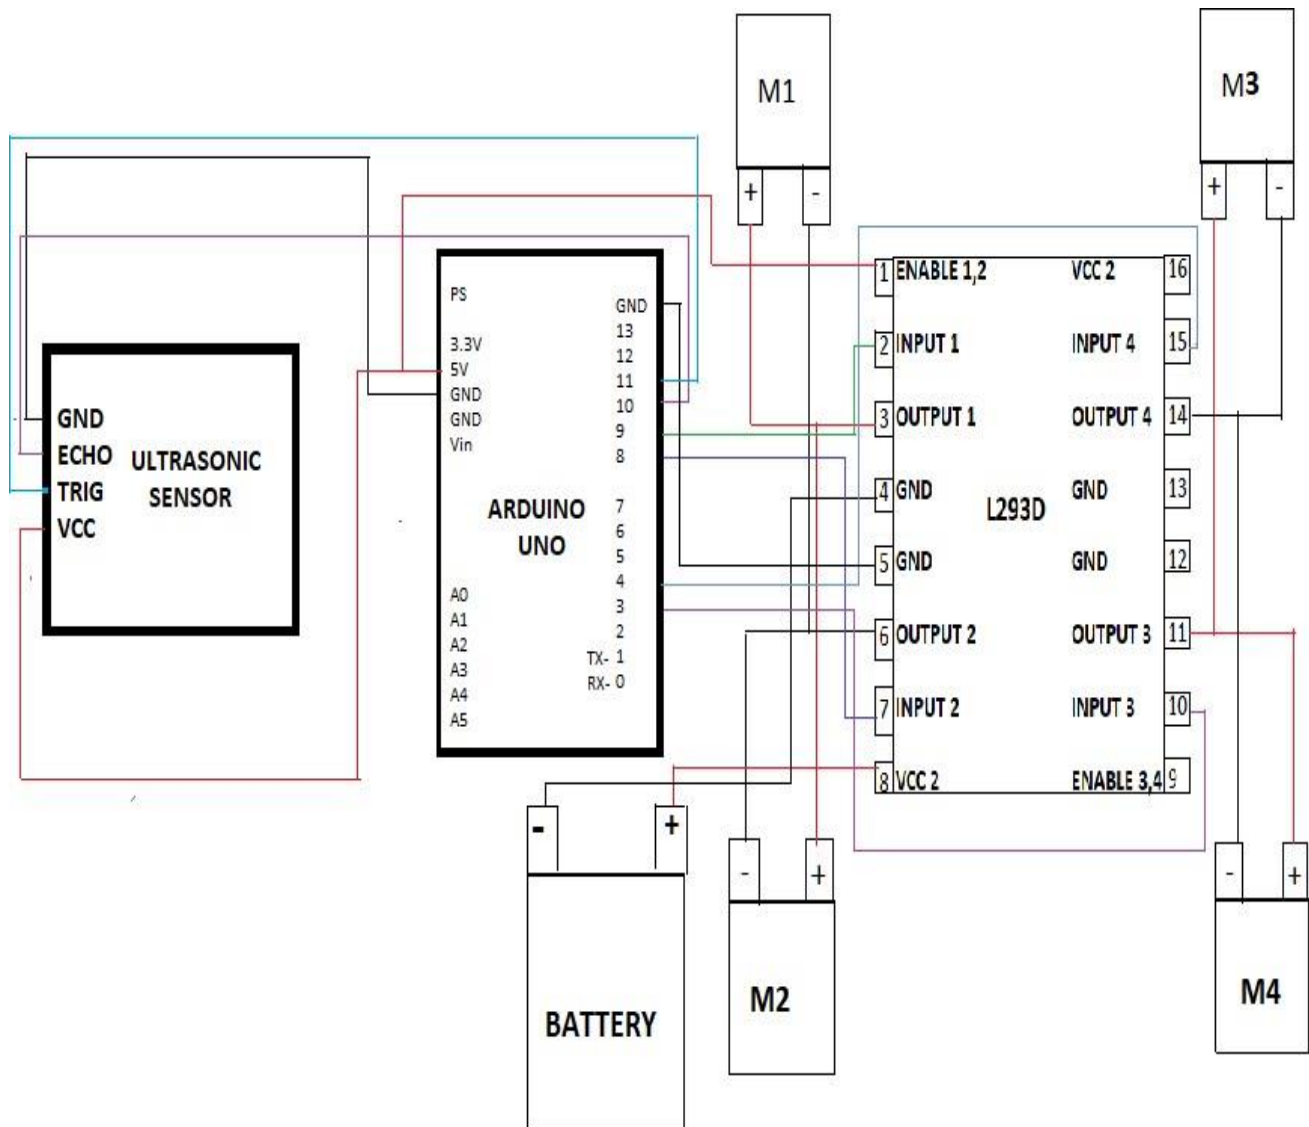 M1
+
-
M3
+
-
GND
ECHO
TRIG
VCC
ULTRASONIC
SENSOR
PS
3.3V
5V
GND
GND
Vin
A0
A1
A2
A3
A4
A5
ARDUINO
UNO
GND
13
12
11
10
9
8
7
6
5
4
3
2
TX- 1
RX- 0
1 ENABLE 1,2
2 INPUT 1
3 OUTPUT 1
4 GND
5 GND
6 OUTPUT 2
7 INPUT 2
8 VCC 2
L293D
VCC 2 16
INPUT 4 15
OUTPUT 4 14
GND 13
GND 12
OUTPUT 3 11
INPUT 3 10
ENABLE 3,4 9
-
+
BATTERY
-
+
M2
-
+
M4